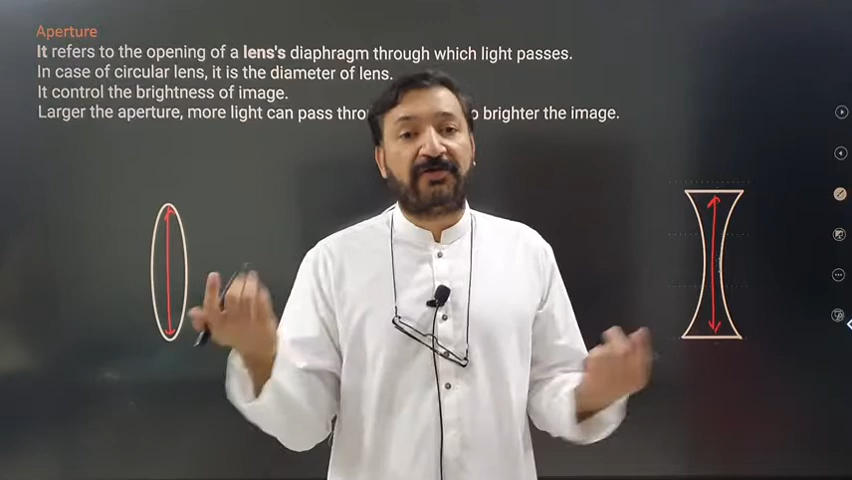 Aperture
It refers to the opening of a lens's diaphragm through which light passes.
In case of circular lens, it is the diameter of lens.
It control the brightness of image.
Larger the aperture, more light can pass brighter the image.